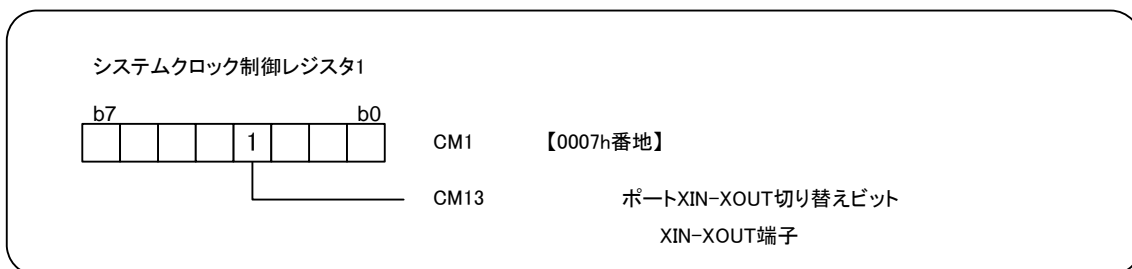 システムクロック制御レジスタ1
b7 b0
1 CM1 【0007h番地】
CM13 ポートXIN-XOUT切り替えビット
XIN-XOUT端子